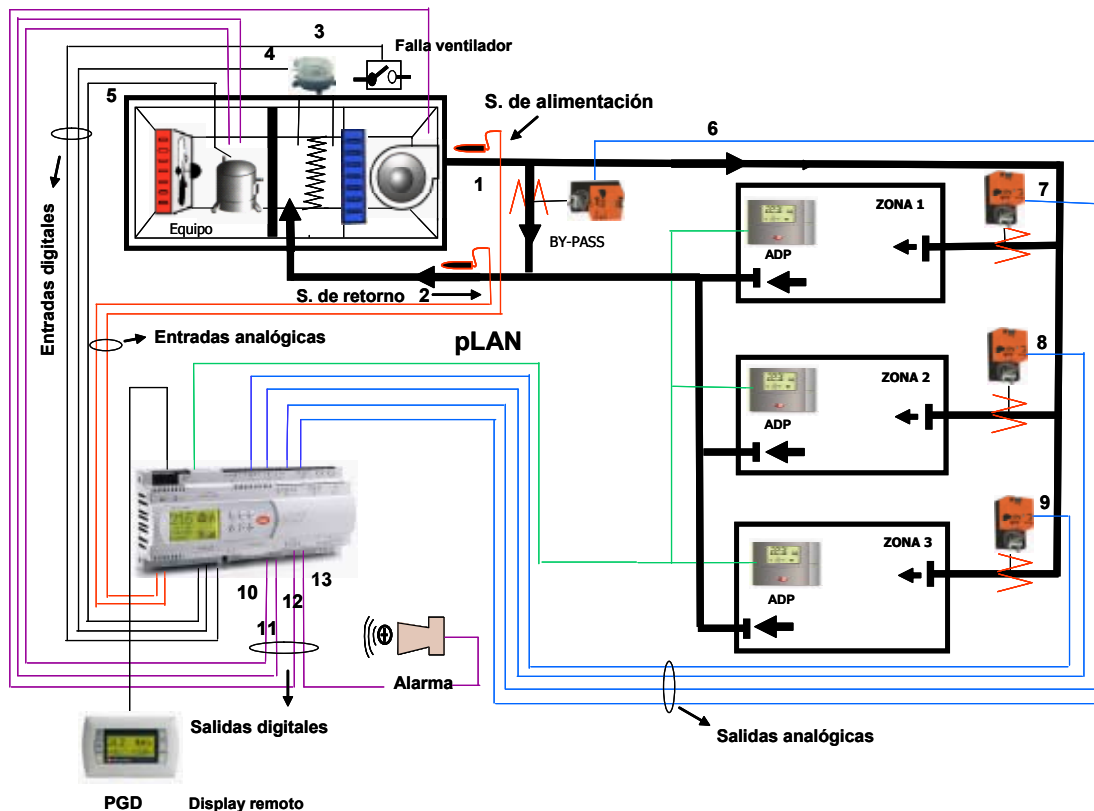 3
Falla ventilador
4
5
S. de alimentación
6
1
7
ZONA 1
Equipo
BY-PASS
ADP
Entradas digitales
S. de retorno 2
Entradas analógicas
pLAN
8
ZONA 2
ADP
9
ZONA 3
ADP
10
13
12
11
Alarma
Salidas digitales
Salidas analógicas
PGD
Display remoto